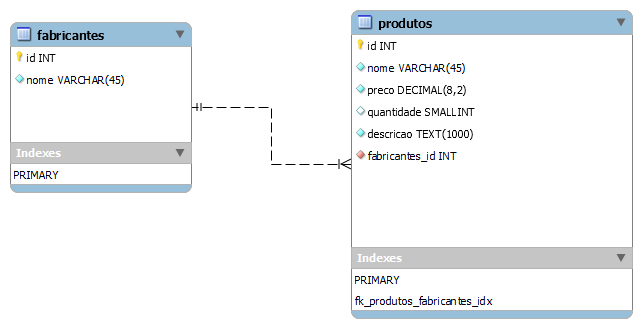 fabricantes
id INT
nome VARCHAR(45)
Indexes
PRIMARY
produtos
id INT
nome VARCHAR(45)
preco DECIMAL(8,2)
quantidade SMALLINT
descricao TEXT(1000)
fabricantes_id INT
Indexes
PRIMARY
fk_produtos_fabricantes_idx